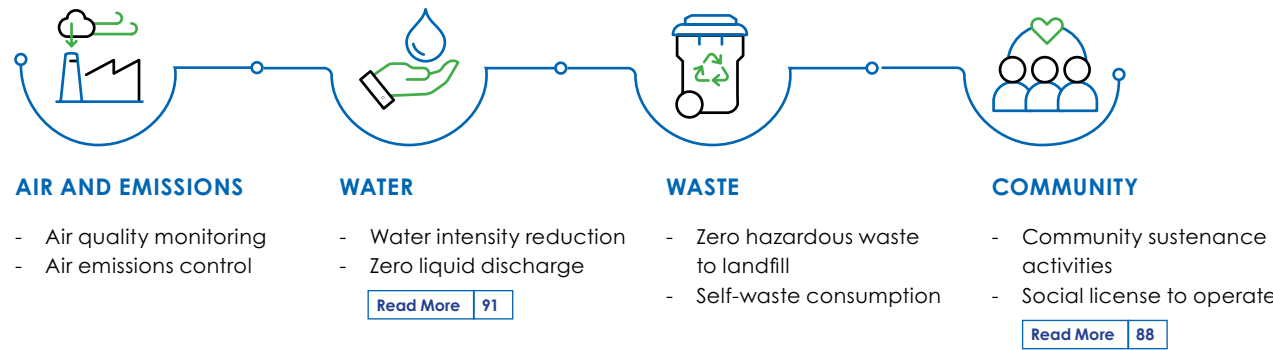 AIR AND EMISSIONS
- Air quality monitoring
- Air emissions control
WATER
- Water intensity reduction
- Zero liquid discharge
Read More 91
WASTE
- Zero hazardous waste
to landfill
- Self-waste consumption
COMMUNITY
- Community sustenance
activities
- Social license to operate
Read More 88